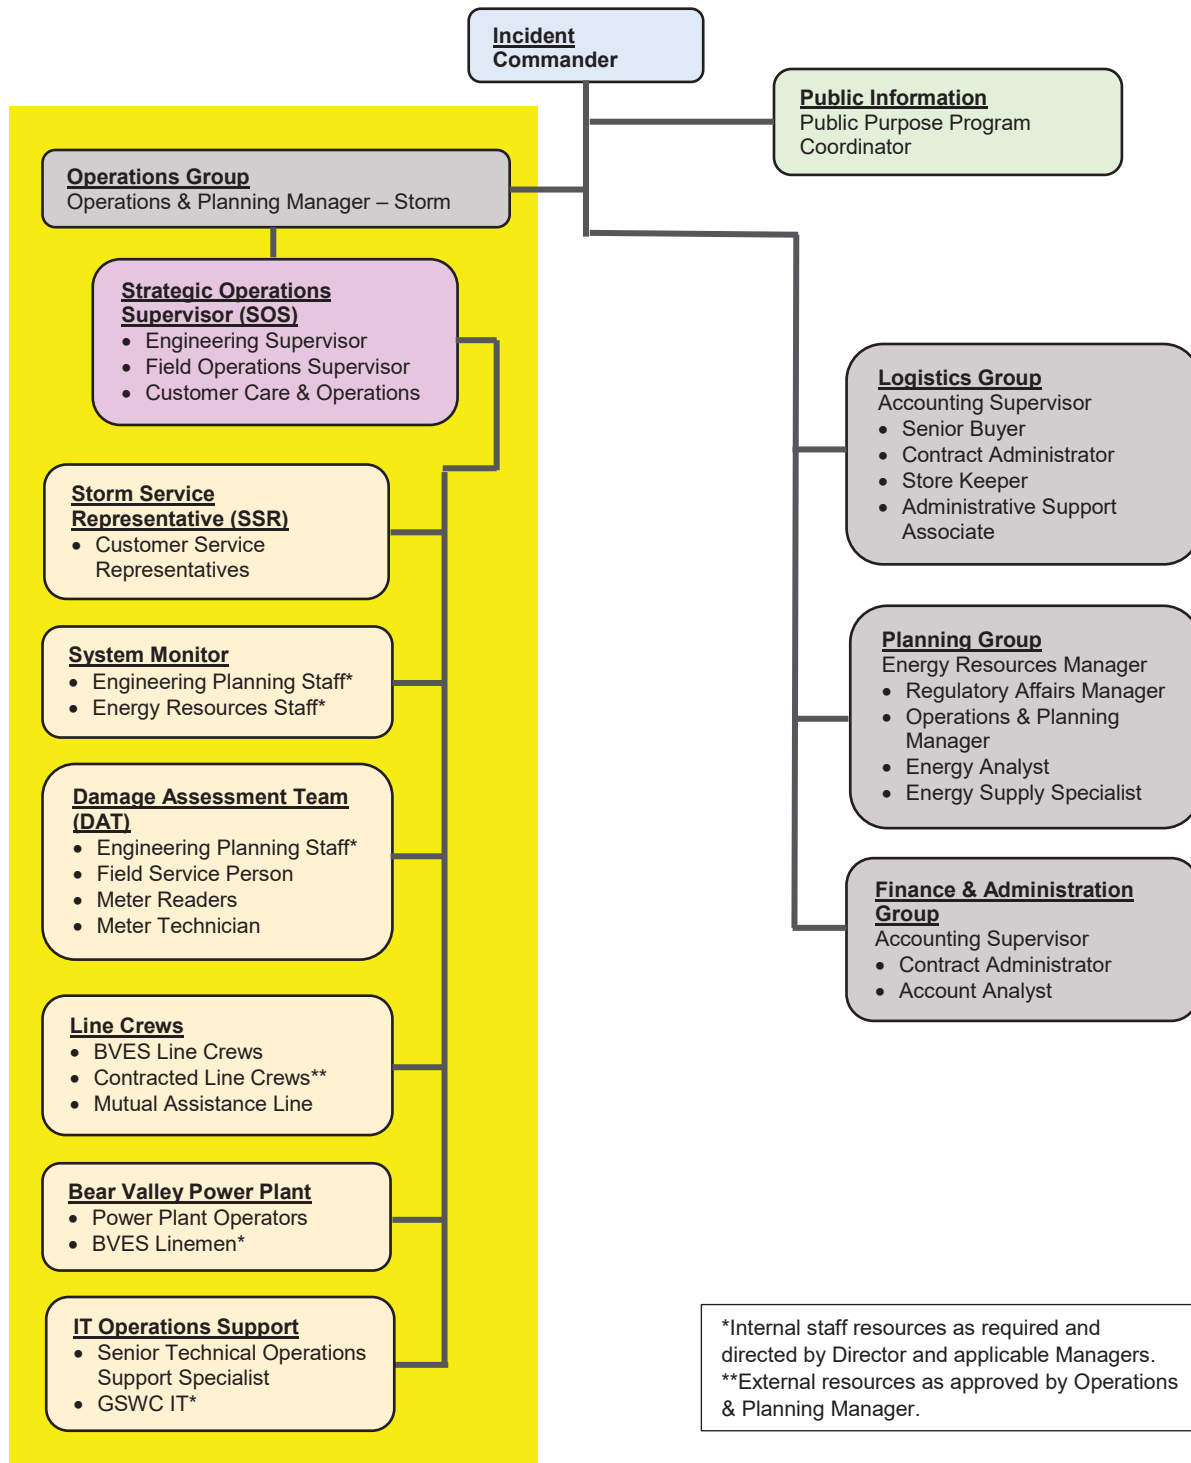 Incident
Commander
Public Information
Public Purpose Program
Coordinator
Operations Group
Operations & Planning Manager – Storm
Strategic Operations
Supervisor (SOS)
• Engineering Supervisor
• Field Operations Supervisor
• Customer Care & Operations
Storm Service
Representative (SSR)
• Customer Service
Representatives
System Monitor
• Engineering Planning Staff*
• Energy Resources Staff*
Damage Assessment Team
(DAT)
• Engineering Planning Staff*
• Field Service Person
• Meter Readers
• Meter Technician
Line Crews
• BVES Line Crews
• Contracted Line Crews**
• Mutual Assistance Line
Bear Valley Power Plant
• Power Plant Operators
• BVES Linemen*
IT Operations Support
• Senior Technical Operations
Support Specialist
• GSWC IT*
Logistics Group
Accounting Supervisor
• Senior Buyer
• Contract Administrator
• Store Keeper
• Administrative Support
Associate
Planning Group
Energy Resources Manager
• Regulatory Affairs Manager
• Operations & Planning
Manager
• Energy Analyst
• Energy Supply Specialist
Finance & Administration
Group
Accounting Supervisor
• Contract Administrator
• Account Analyst
*Internal staff resources as required and
directed by Director and applicable Managers.
**External resources as approved by Operations
& Planning Manager.